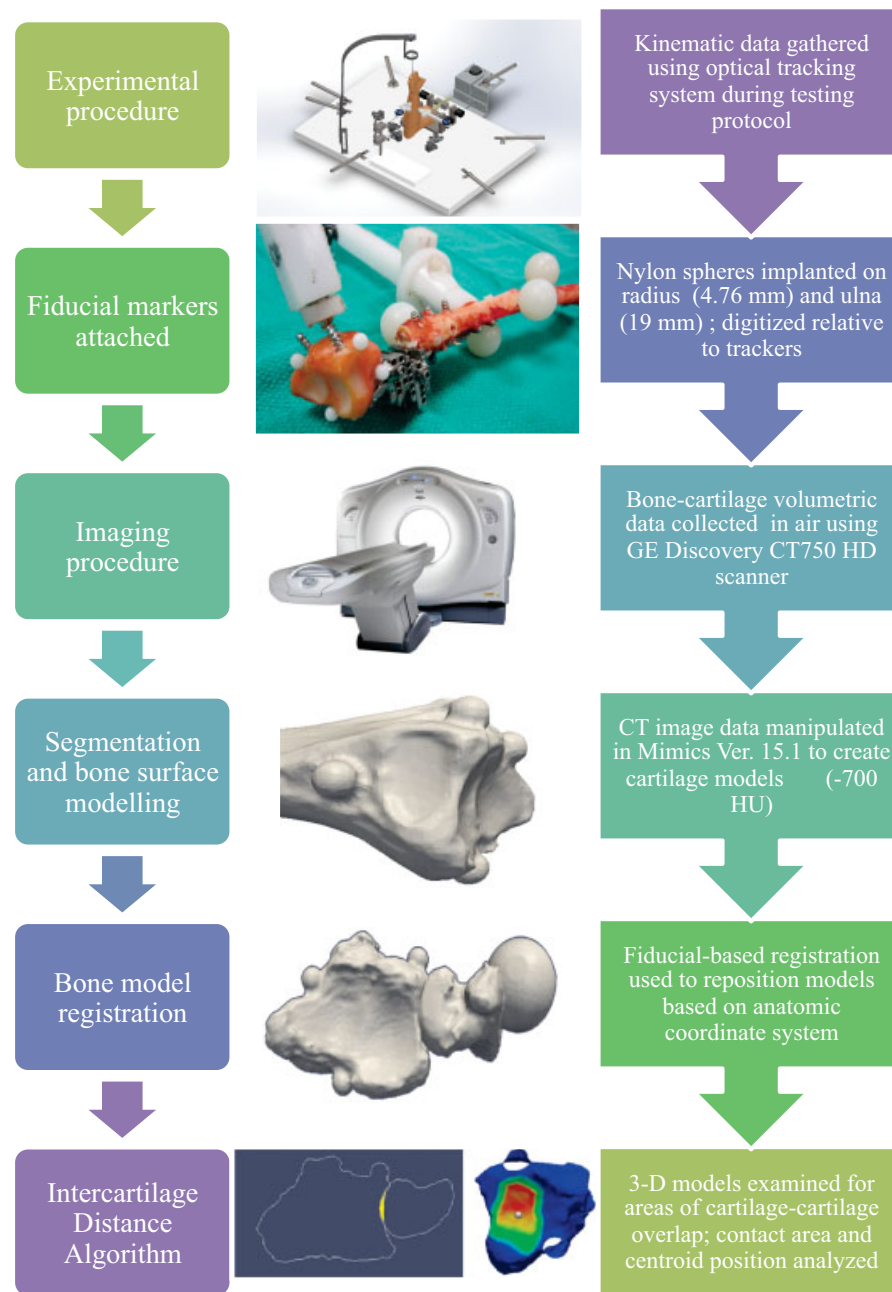 Experimental
procedure
Kinematic data gathered
using optical tracking
system during testing
protocol
Fiducial markers
attached
Nylon spheres implanted on
radius (4.76 mm) and ulna
(19 mm) ; digitized relative
to trackers
Imaging
procedure
Bone-cartilage volumetric
data collected in air using
GE Discovery CT750 HD
scanner
Segmentation
and bone surface
modelling
CT image data manipulated
in Mimics Ver. 15.1 to create
cartilage models (-700
HU)
Bone model
registration
Fiducial-based registration
used to reposition models
based on anatomic
coordinate system
Intercartilage
Distance
Algorithm
3-D models examined for
areas of cartilage-cartilage
overlap; contact area and
centroid position analyzed